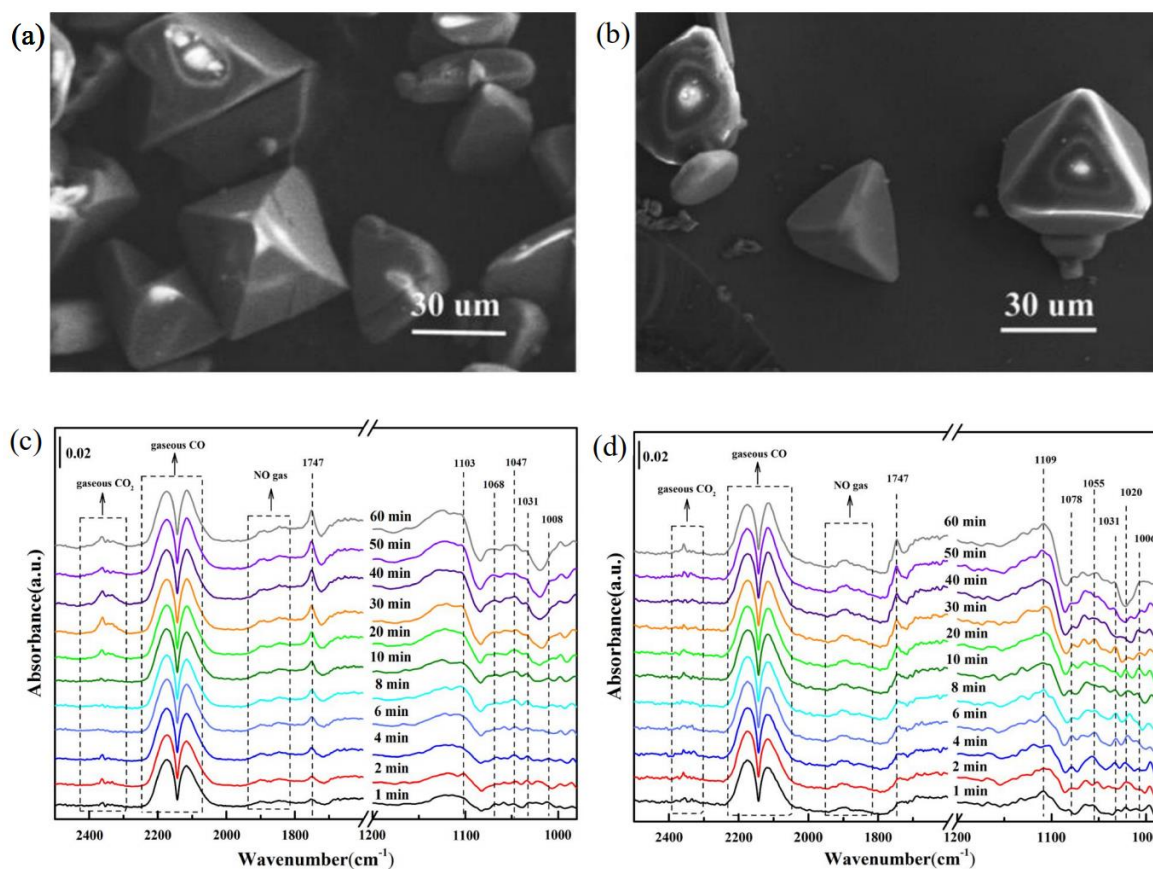 (a)
30 um
(b)
30 um
(c)
0.02
gaseous CO₂
gaseous CO
NO gas
1747
1103
1068
1047
1031
1008
60 min
50 min
40 min
30 min
20 min
10 min
8 min
6 min
4 min
2 min
1 min
Absorbance(a.u.)
2400 2200 2000 1800 1200 1100 1000
Wavenumber(cm⁻¹)
(d)
0.02
gaseous CO₂
gaseous CO
NO gas
1747
1109
1078
1055
1031
1020
60 min
50 min
40 min
30 min
20 min
10 min
8 min
6 min
4 min
2 min
1 min
Absorbance(a.u.)
2400 2200 2000 1800 1200 1100
Wavenumber(cm⁻¹)